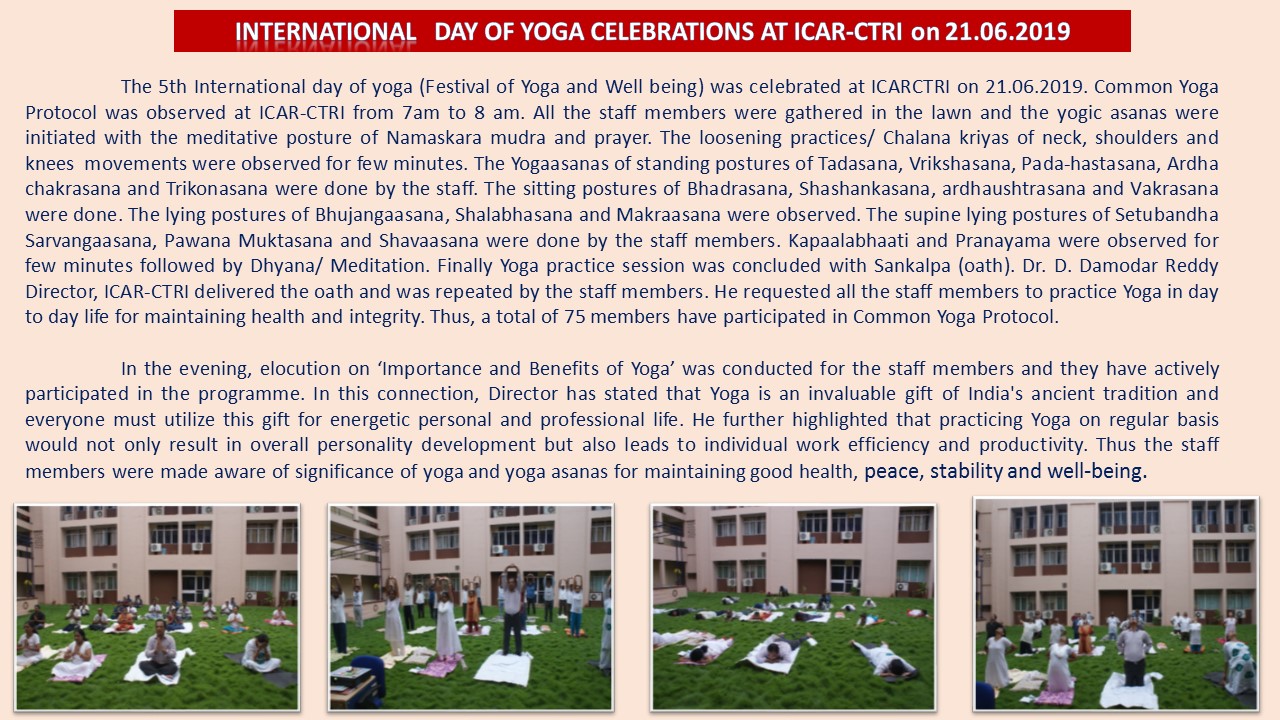 INTERNATIONAL DAY OF YOGA CELEBRATIONS AT ICAR-CTRI on 21.06.2019
The 5th International day of yoga (Festival of Yoga and Well being) was celebrated at ICARCTRI on 21.06.2019. Common Yoga
Protocol was observed at ICAR-CTRI from 7am to 8 am. All the staff members were gathered in the lawn and the yogic asanas were
initiated with the meditative posture of Namaskara mudra and prayer. The loosening practices/ Chalana kriyas of neck, shoulders and
knees movements were observed for few minutes. The Yogaasanas of standing postures of Tadasana, Vrikshasana, Pada-hastasana, Ardha
chakrasana and Trikonasana were done by the staff. The sitting postures of Bhadrasana, Shashankasana, ardhaushtrasana and Vakrasana
were done. The lying postures of Bhujangaasana, Shalabhasana and Makraasana were observed. The supine lying postures of Setubandha
Sarvangaasana, Pawana Muktasana and Shavaasana were done by the staff members. Kapaalabhaati and Pranayama were observed for
few minutes followed by Dhyana/ Meditation. Finally Yoga practice session was concluded with Sankalpa (oath). Dr. D. Damodar Reddy
Director, ICAR-CTRI delivered the oath and was repeated by the staff members. He requested all the staff members to practice Yoga in day
to day life for maintaining health and integrity. Thus, a total of 75 members have participated in Common Yoga Protocol.
In the evening, elocution on ‘Importance and Benefits of Yoga’ was conducted for the staff members and they have actively
participated in the programme. In this connection, Director has stated that Yoga is an invaluable gift of India's ancient tradition and
everyone must utilize this gift for energetic personal and professional life. He further highlighted that practicing Yoga on regular basis
would not only result in overall personality development but also leads to individual work efficiency and productivity. Thus the staff
members were made aware of significance of yoga and yoga asanas for maintaining good health, peace, stability and well-being.